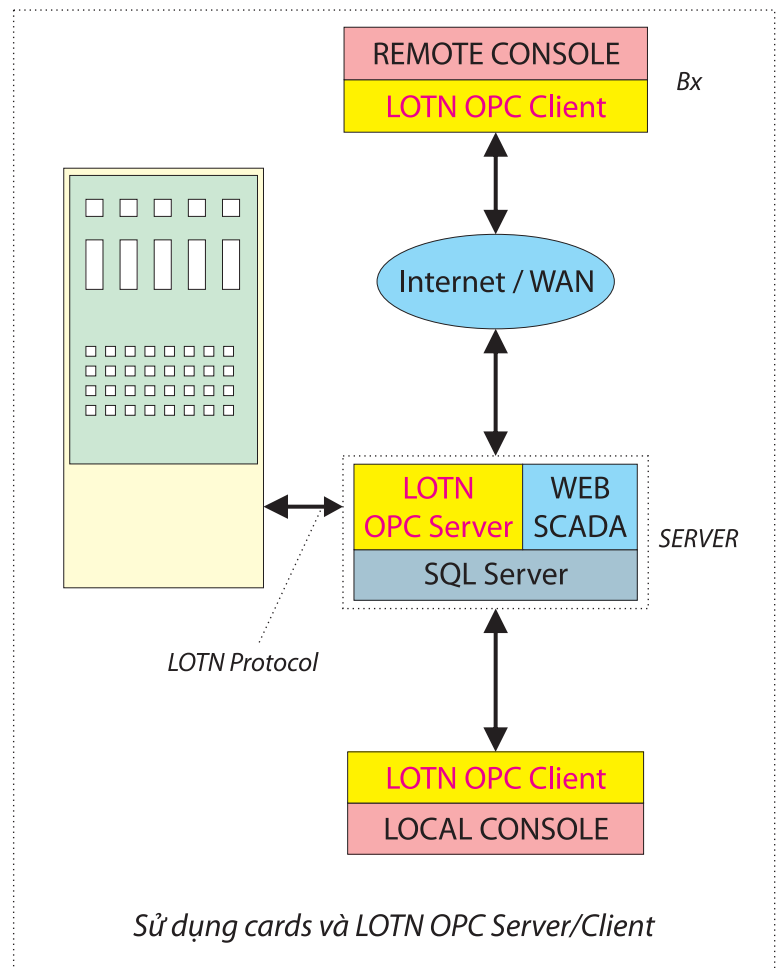 REMOTE CONSOLE
LOTN OPC Client
Bx
Internet / WAN
LOTN
OPC Server
WEB
SCADA
SQL Server
SERVER
LOTN Protocol
LOTN OPC Client
LOCAL CONSOLE
Sử dụng cards và LOTN OPC Server/Client